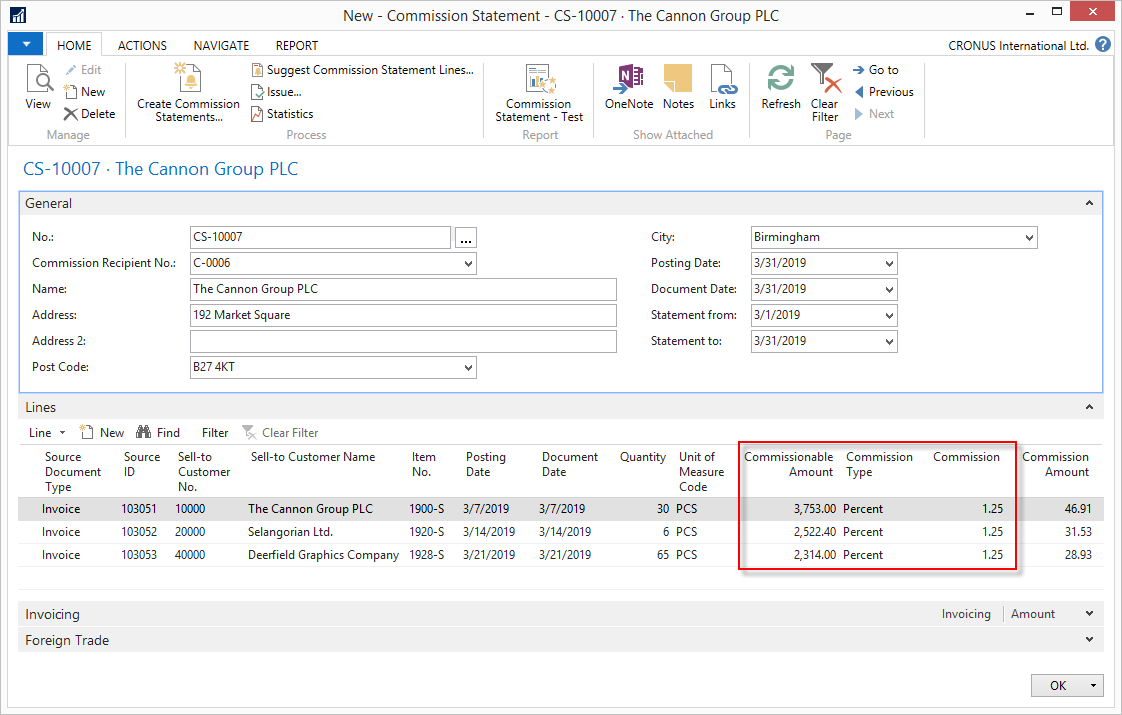 New - Commission Statement - CS-10007 · The Cannon Group PLC
HOME ACTIONS NAVIGATE REPORT CRONUS International Ltd. ?
View
Edit
New
Delete
Manage
Create Commission
Statements...
Suggest Commission Statement Lines...
Issue...
Statistics
Process
Commission
Statement - Test
Report
OneNote
Notes
Links
Show Attached
Refresh
Clear
Filter
Go to
Previous
Next
Page
CS-10007 · The Cannon Group PLC
General
No.: CS-10007 ...
Commission Recipient No.: C-0006
Name: The Cannon Group PLC
Address: 192 Market Square
Address 2:
Post Code: B27 4KT
City: Birmingham
Posting Date: 3/31/2019
Document Date: 3/31/2019
Statement from: 3/1/2019
Statement to: 3/31/2019
Lines
Line New Find Filter Clear Filter
Source Document Type Source ID Sell-to Customer No. Sell-to Customer Name Item No. Posting Date Document Date Quantity Unit of Measure Code Commissionable Amount Commission Type Commission Commission Amount
Invoice 103051 10000 The Cannon Group PLC 1900-S 3/7/2019 3/7/2019 30 PCS 3,753.00 Percent 1.25 46.91
Invoice 103052 20000 Selangorian Ltd. 1920-S 3/14/2019 3/14/2019 6 PCS 2,522.40 Percent 1.25 31.53
Invoice 103053 40000 Deerfield Graphics Company 1928-S 3/21/2019 3/21/2019 65 PCS 2,314.00 Percent 1.25 28.93
Invoicing Invoicing Amount
Foreign Trade
OK